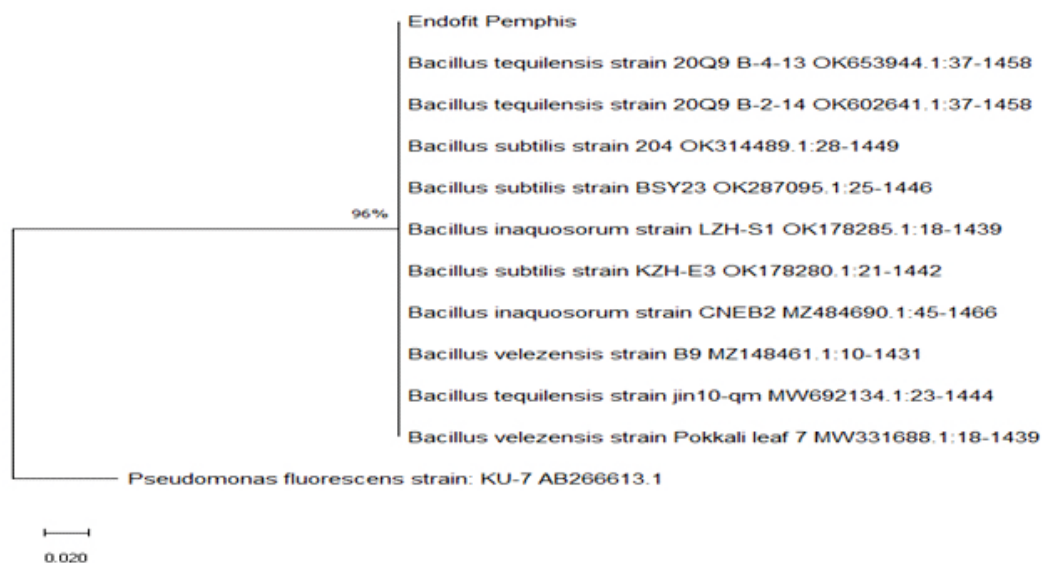 Endofit Pemphis
Bacillus tequilensis strain 20Q9 B-4-13 OK653944.1:37-1458
Bacillus tequilensis strain 20Q9 B-2-14 OK602641.1:37-1458
Bacillus subtilis strain 204 OK314489.1:28-1449
Bacillus subtilis strain BSY23 OK287095.1:25-1446
96%
Bacillus inaquosorum strain LZH-S1 OK178285.1:18-1439
Bacillus subtilis strain KZH-E3 OK178280.1:21-1442
Bacillus inaquosorum strain CNEB2 MZ484690.1:45-1466
Bacillus velezensis strain B9 MZ148461.1:10-1431
Bacillus tequilensis strain jin10-qm MW692134.1:23-1444
Bacillus velezensis strain Pokkali leaf 7 MW331688.1:18-1439
Pseudomonas fluorescens strain: KU-7 AB266613.1
0.020